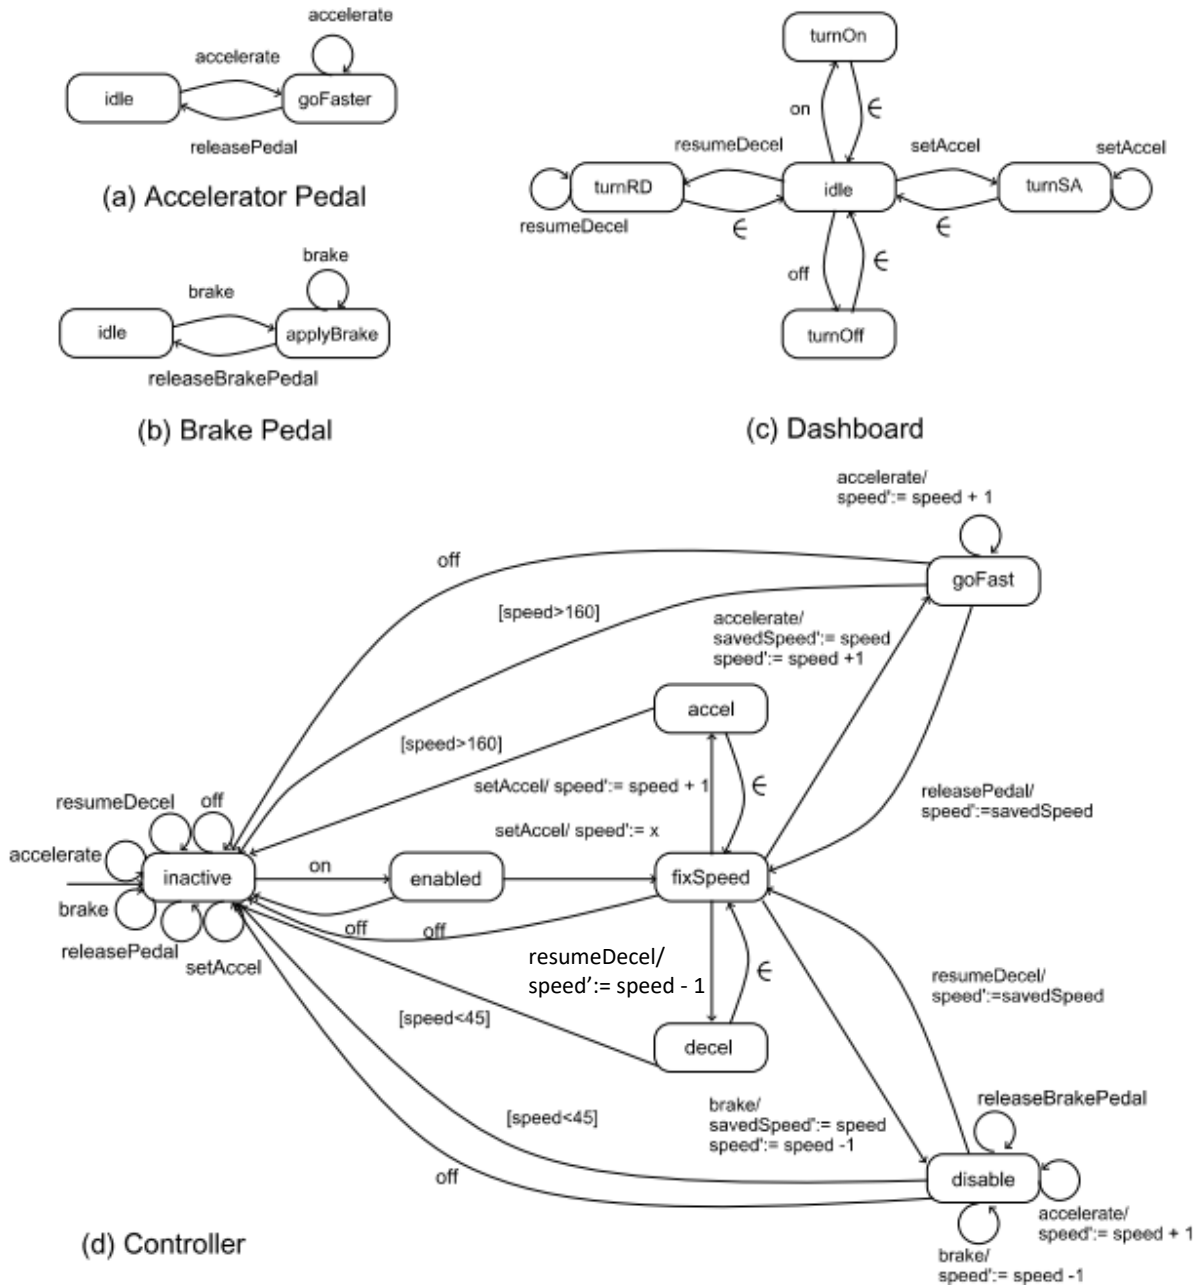 accelerate
accelerate
idle
goFaster
releasePedal
(a) Accelerator Pedal
brake
brake
idle
applyBrake
releaseBrakePedal
(b) Brake Pedal
turnOn
on
ϵ
resumeDecel
setAccel
setAccel
turnRD
idle
turnSA
resumeDecel
ϵ
ϵ
off
ϵ
turnOff
(c) Dashboard
accelerate/
speed':= speed + 1
off
goFast
[speed>160]
accelerate/
savedSpeed':= speed
speed':= speed +1
accel
[speed>160]
setAccel/ speed':= speed + 1
ϵ
releasePedal/
speed':=savedSpeed
resumeDecel
off
setAccel/ speed':= x
accelerate
inactive
on
enabled
fixSpeed
brake
off
off
releasePedal
setAccel
resumeDecel/
speed':= speed - 1
ϵ
resumeDecel/
speed':=savedSpeed
[speed<45]
decel
releaseBrakePedal
[speed<45]
brake/
savedSpeed':= speed
speed':= speed -1
off
disable
accelerate/
speed':= speed + 1
brake/
speed':= speed -1
(d) Controller